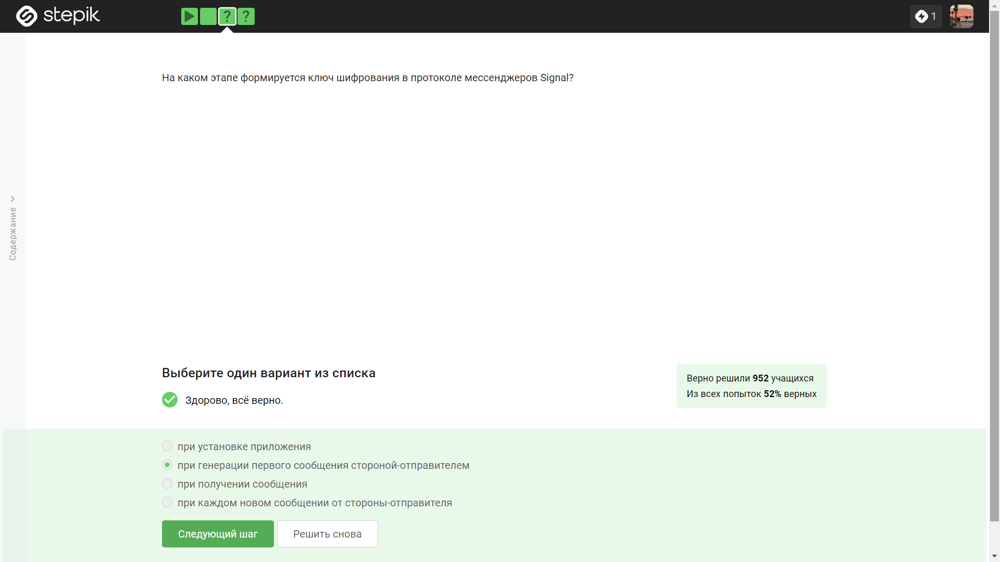 stepik
? ?
1
На каком этапе формируется ключ шифрования в протоколе мессенджеров Signal?
Содержание
Выберите один вариант из списка
Здорово, всё верно.
Верно решили 952 учащихся
Из всех попыток 52% верных
при установке приложения
при генерации первого сообщения стороной-отправителем
при получении сообщения
при каждом новом сообщении от стороны-отправителя
Следующий шаг
Решить снова